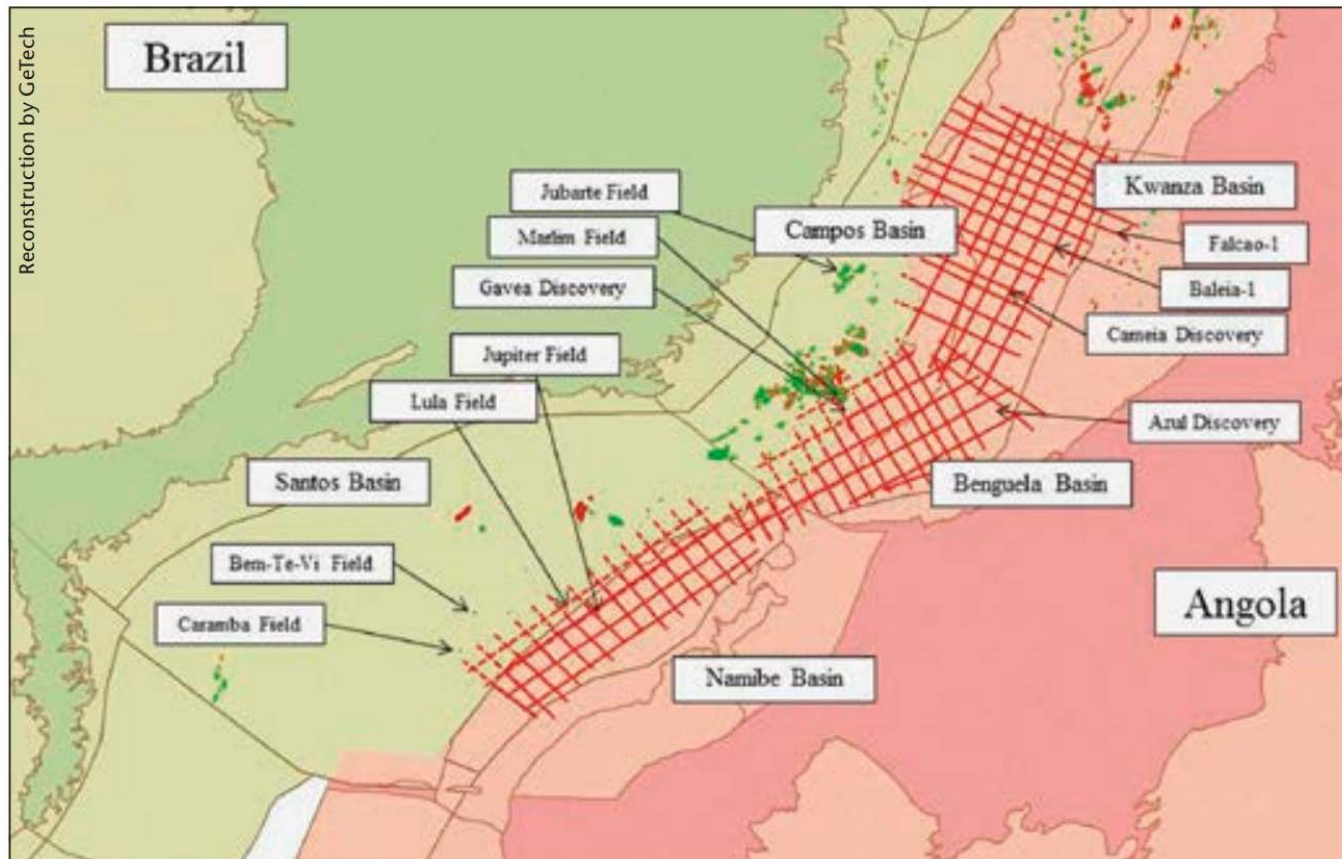 Reconstruction by GeTech
Brazil
Jubarte Field
Marlim Field
Gavea Discovery
Jupiter Field
Lula Field
Campos Basin
Kwanza Basin
Falcao-1
Baleia-1
Cameia Discovery
Azul Discovery
Santos Basin
Benguela Basin
Bem-Te-Vi Field
Caramba Field
Angola
Namibe Basin